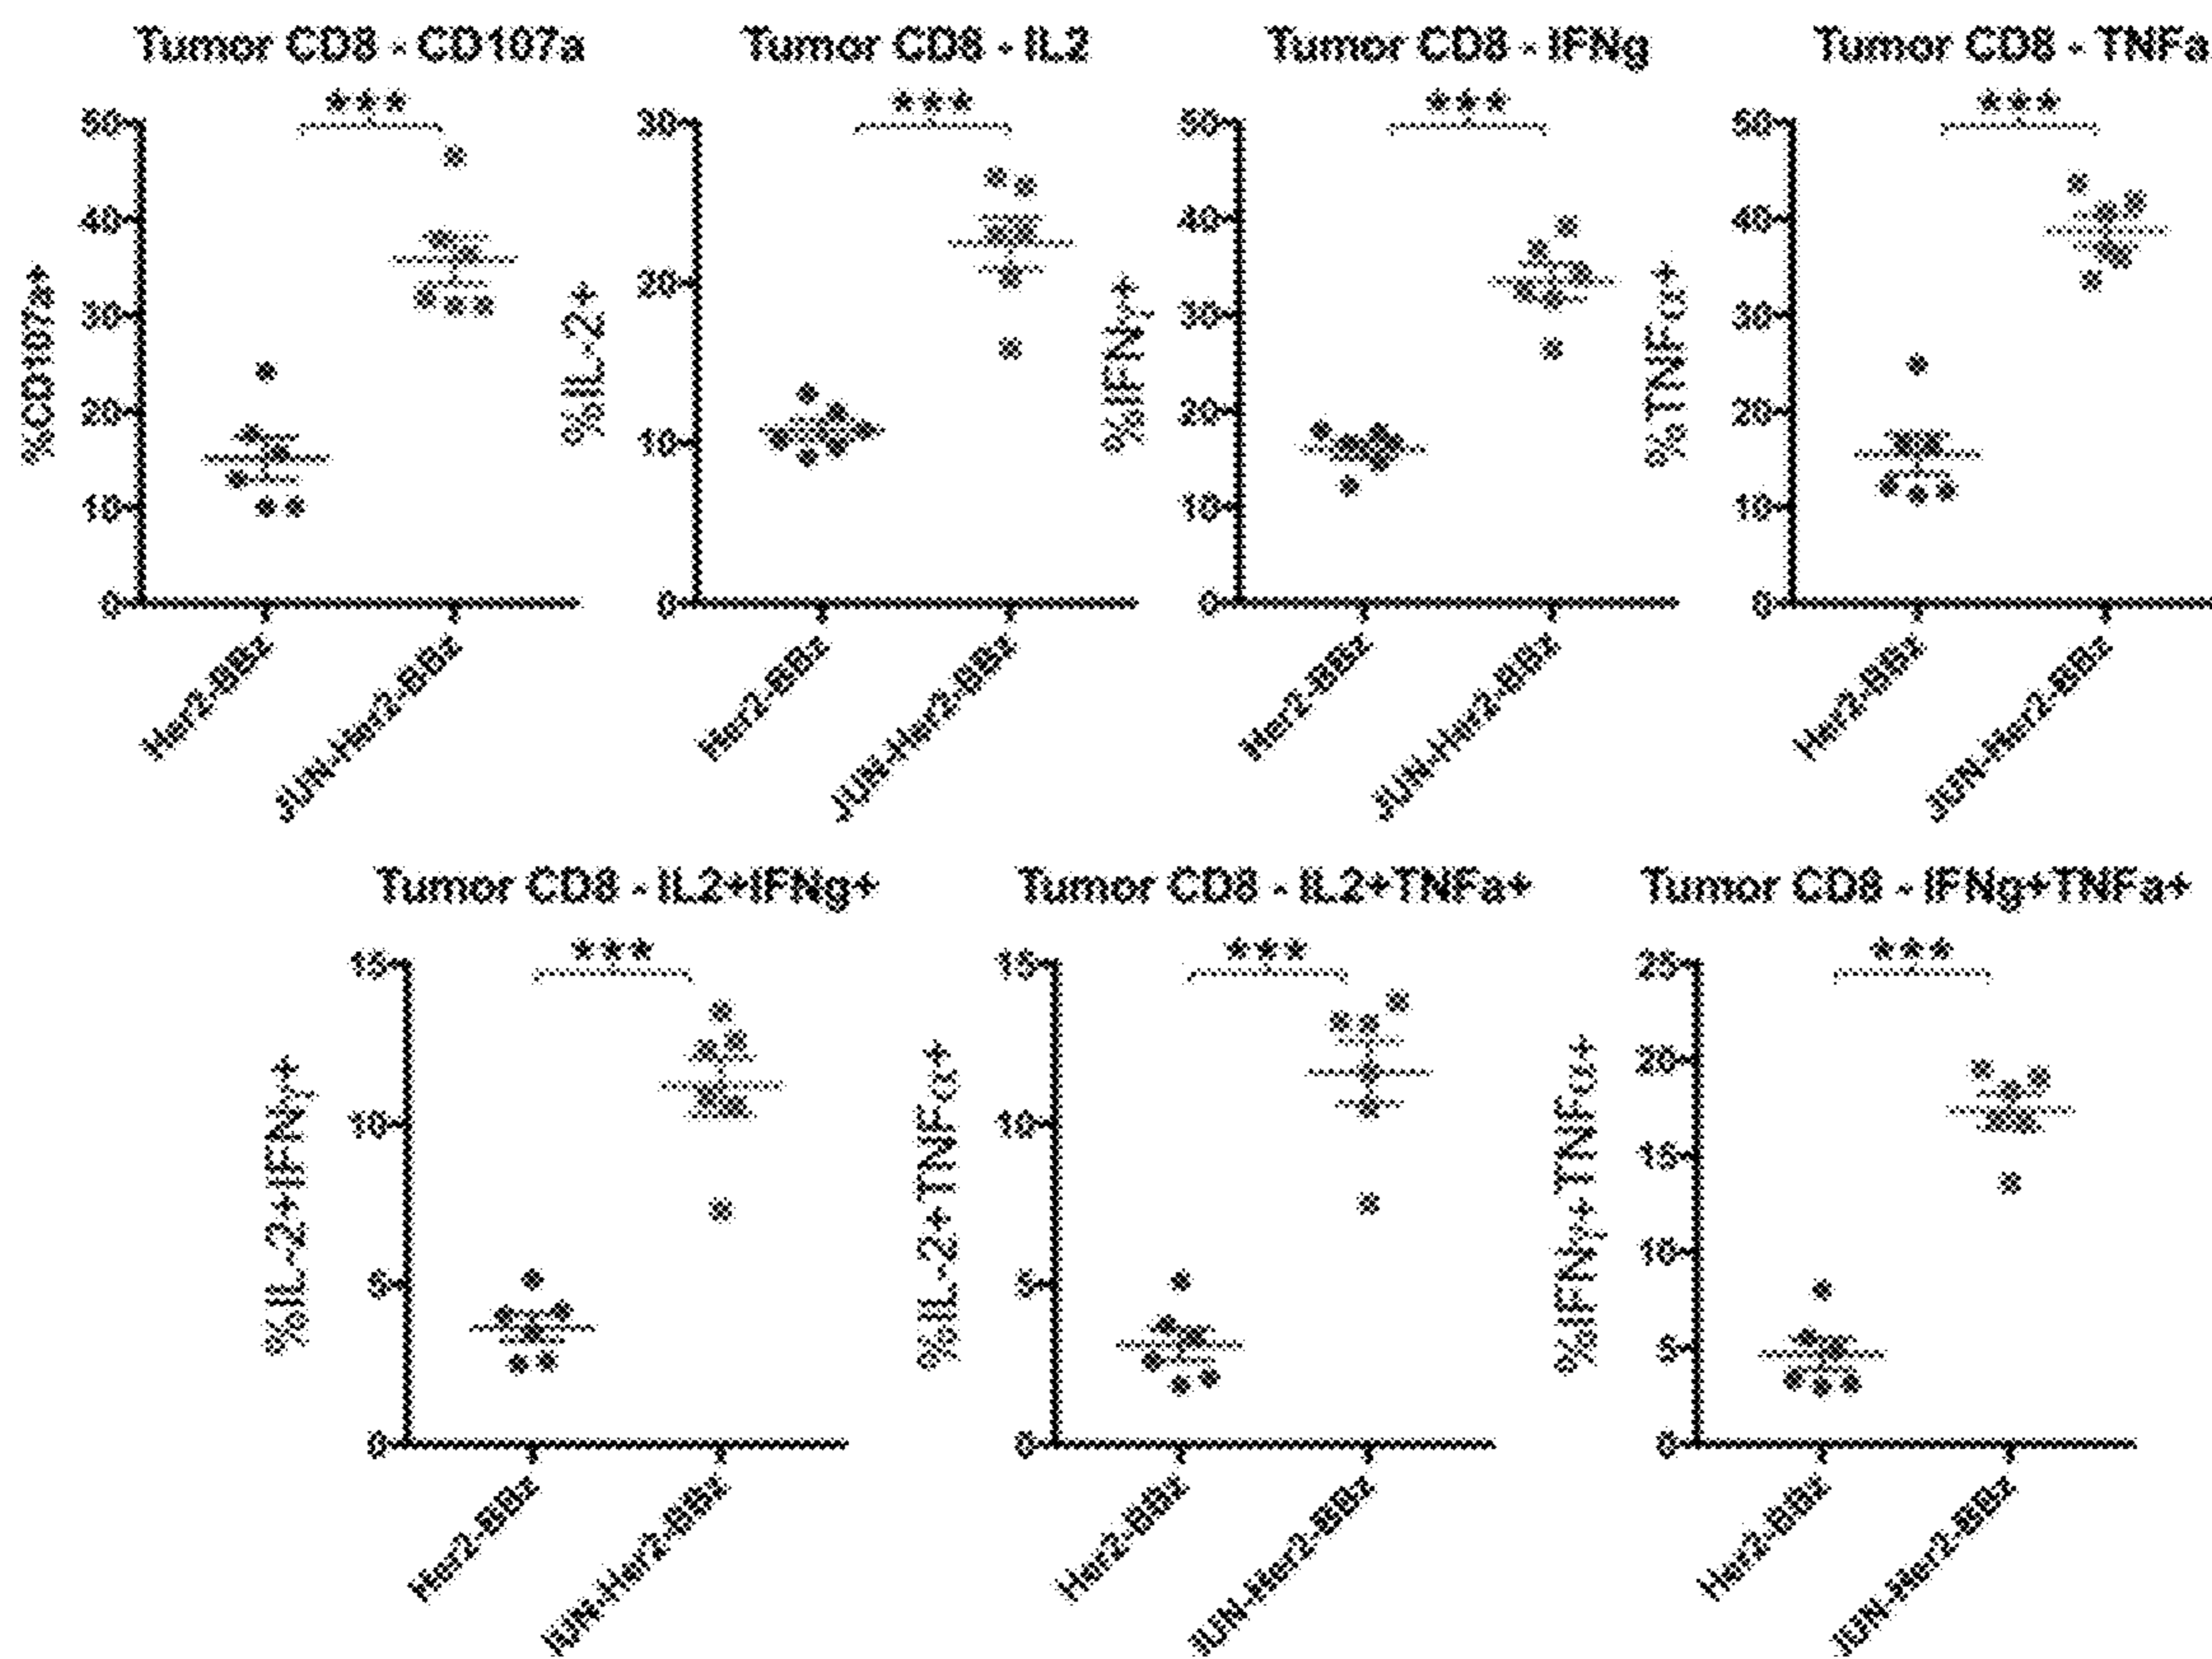 Tumor CD8 - CD107a
Tumor CD8 - IL2
Tumor CD8 - IFNg
Tumor CD8 - TNFa
***
***
***
***
%CD107a+
50
40
30
20
10
0
Her2-BBz
JUN-Her2-BBz
%IL-2+
30
20
10
0
Her2-BBz
JUN-Her2-BBz
%IFNγ+
50
40
30
20
10
0
Her2-BBz
JUN-Her2-BBz
%TNFα+
50
40
30
20
10
0
Her2-BBz
JUN-Her2-BBz
Tumor CD8 - IL2+IFNg+
Tumor CD8 - IL2+TNFa+
Tumor CD8 - IFNg+TNFa+
***
***
***
%IL-2+IFNγ+
15
10
5
0
Her2-BBz
JUN-Her2-BBz
%IL-2+TNFα+
15
10
5
0
Her2-BBz
JUN-Her2-BBz
%IFNγ+TNFα+
25
20
15
10
5
0
Her2-BBz
JUN-Her2-BBz